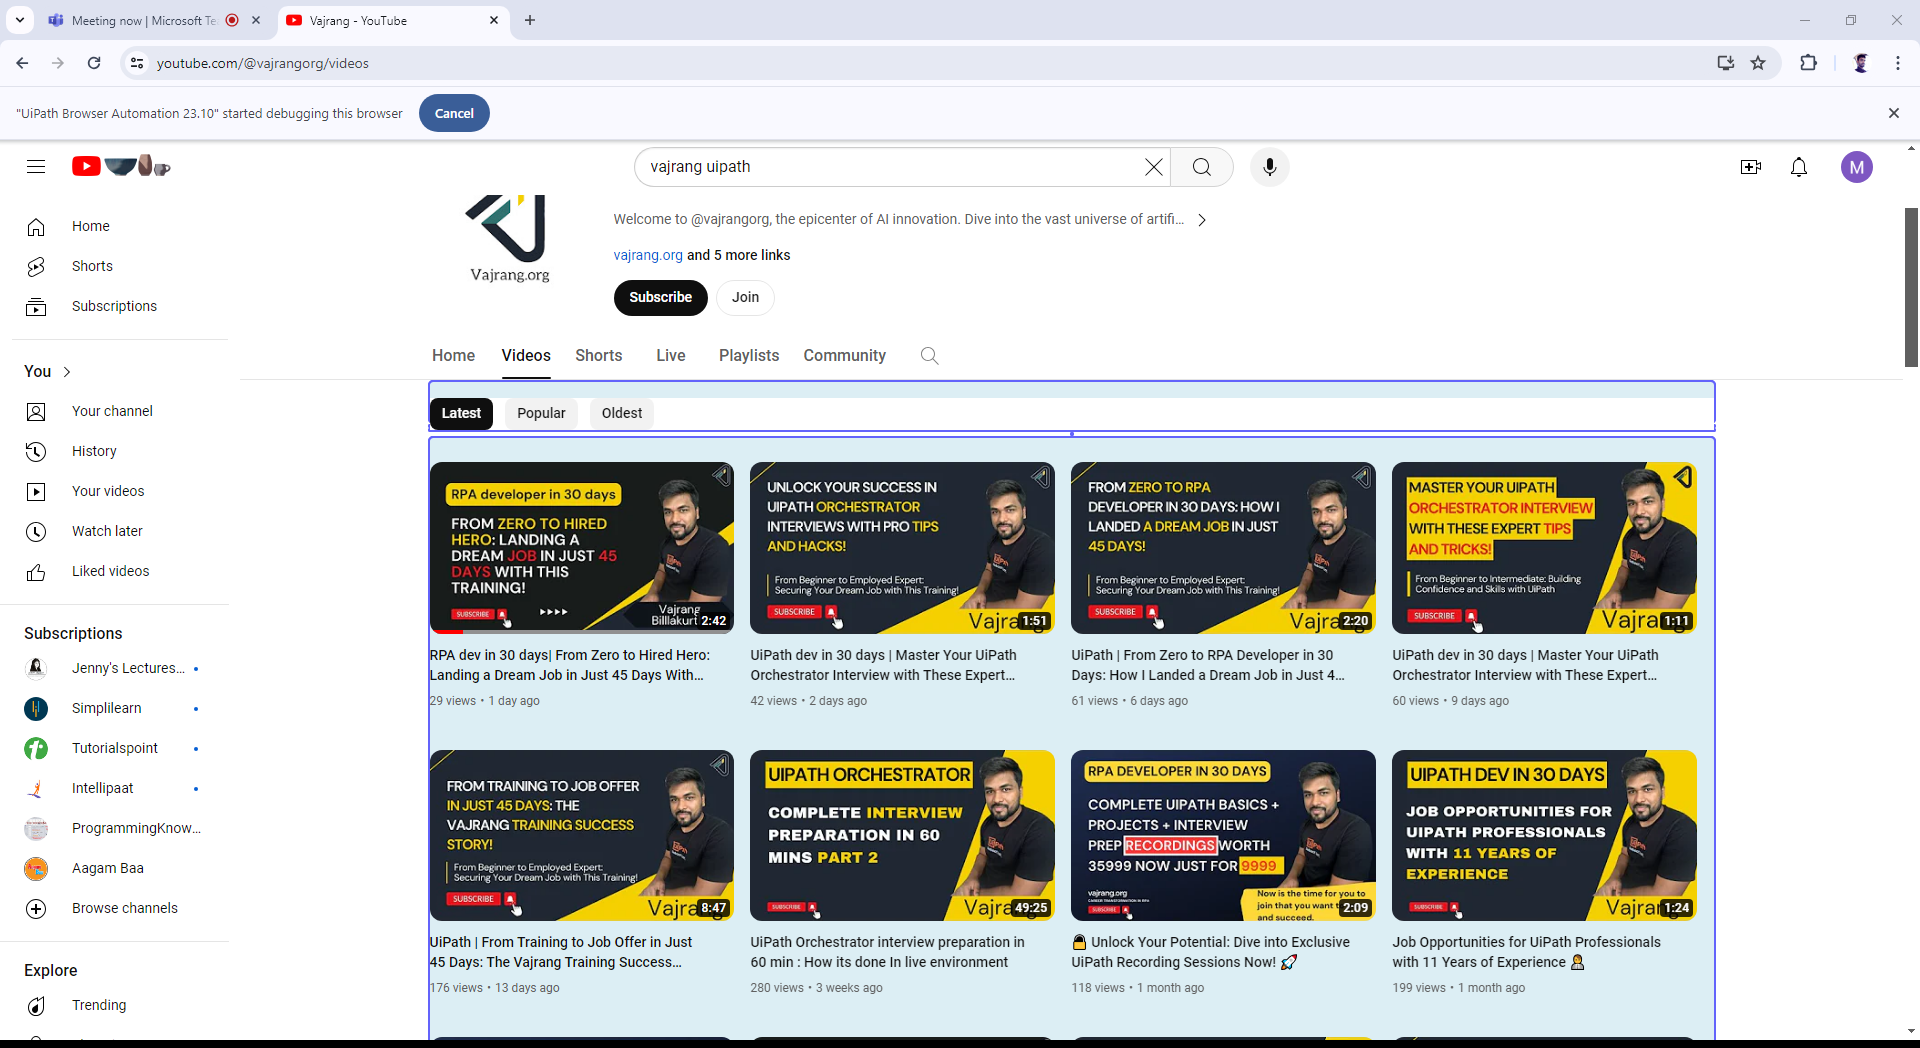 Meeting now | Microsoft Te
Vajrang - YouTube
youtube.com/@vajrangorg/videos
"UiPath Browser Automation 23.10" started debugging this browser
Cancel
vajrang uipath
M
Home
Shorts
Subscriptions
You
Your channel
History
Your videos
Watch later
Liked videos
Subscriptions
Jenny's Lectures...
Simplilearn
Tutorialspoint
Intellipaat
ProgrammingKnow...
Aagam Baa
Browse channels
Explore
Trending
Vajrang.org
Welcome to @vajrangorg, the epicenter of AI innovation. Dive into the vast universe of artifi...
vajrang.org and 5 more links
Subscribe
Join
Home
Videos
Shorts
Live
Playlists
Community
Latest
Popular
Oldest
RPA developer in 30 days
FROM ZERO TO HIRED
HERO: LANDING A
DREAM JOB IN JUST 45
DAYS WITH THIS
TRAINING!
SUBSCRIBE
Vajrang
Billlakurt
2:42
RPA dev in 30 days| From Zero to Hired Hero:
Landing a Dream Job in Just 45 Days With...
29 views • 1 day ago
UNLOCK YOUR SUCCESS IN
UIPATH ORCHESTRATOR
INTERVIEWS WITH PRO TIPS
AND HACKS!
From Beginner to Employed Expert:
Securing Your Dream Job with This Training!
SUBSCRIBE
Vajra
1:51
UiPath dev in 30 days | Master Your UiPath
Orchestrator Interview with These Expert...
42 views • 2 days ago
FROM ZERO TO RPA
DEVELOPER IN 30 DAYS: HOW I
LANDED A DREAM JOB IN JUST
45 DAYS!
From Beginner to Employed Expert:
Securing Your Dream Job with This Training!
SUBSCRIBE
Vajra
2:20
UiPath | From Zero to RPA Developer in 30
Days: How I Landed a Dream Job in Just 4...
61 views • 6 days ago
MASTER YOUR UIPATH
ORCHESTRATOR INTERVIEW
WITH THESE EXPERT TIPS
AND TRICKS!
From Beginner to Intermediate: Building
Confidence and Skills with UiPath
SUBSCRIBE
Vajra
1:11
UiPath dev in 30 days | Master Your UiPath
Orchestrator Interview with These Expert...
60 views • 9 days ago
FROM TRAINING TO JOB OFFER
IN JUST 45 DAYS: THE
VAJRANG TRAINING SUCCESS
STORY!
From Beginner to Employed Expert:
Securing Your Dream Job with This Training!
SUBSCRIBE
Vajra
8:47
UiPath | From Training to Job Offer in Just
45 Days: The Vajrang Training Success...
176 views • 13 days ago
UIPATH ORCHESTRATOR
COMPLETE INTERVIEW
PREPARATION IN 60
MINS PART 2
SUBSCRIBE
Vajra
49:25
UiPath Orchestrator interview preparation in
60 min : How its done In live environment
280 views • 3 weeks ago
RPA DEVELOPER IN 30 DAYS
COMPLETE UIPATH BASICS +
PROJECTS + INTERVIEW
PREP RECORDINGS WORTH
35999 NOW JUST FOR 9999
vajrang.org
SUBSCRIBE
Now is the time for you to
join that you want t
and succeed.
2:09
🔒 Unlock Your Potential: Dive into Exclusive
UiPath Recording Sessions Now! 🚀
118 views • 1 month ago
UIPATH DEV IN 30 DAYS
JOB OPPORTUNITIES FOR
UIPATH PROFESSIONALS
WITH 11 YEARS OF
EXPERIENCE
SUBSCRIBE
Vajran
1:24
Job Opportunities for UiPath Professionals
with 11 Years of Experience 👨‍💼
199 views • 1 month ago